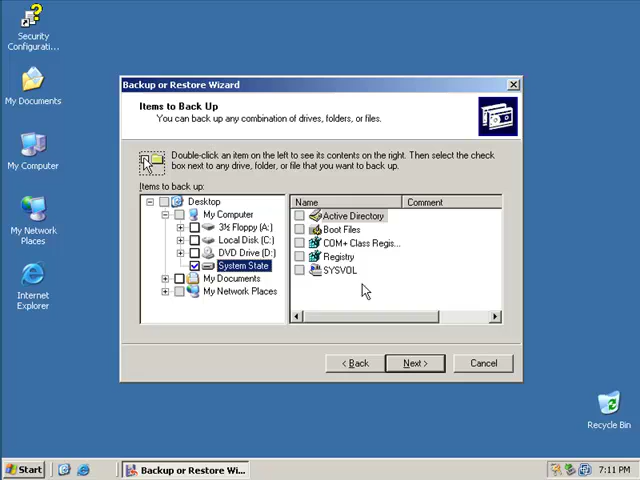 Security
Configurati...
My Documents
My Computer
My Network
Places
Internet
Explorer
Backup or Restore Wizard
Items to Back Up
You can back up any combination of drives, folders, or files.
Double-click an item on the left to see its contents on the right. Then select the check
box next to any drive, folder, or file that you want to back up.
Items to back up:
Desktop
My Computer
3½ Floppy (A:)
Local Disk (C:)
DVD Drive (D:)
System State
My Documents
My Network Places
Name Comment
Active Directory
Boot Files
COM+ Class Regis...
Registry
SYSVOL
< Back Next > Cancel
Recycle Bin
Start Backup or Restore Wi... 7:11 PM